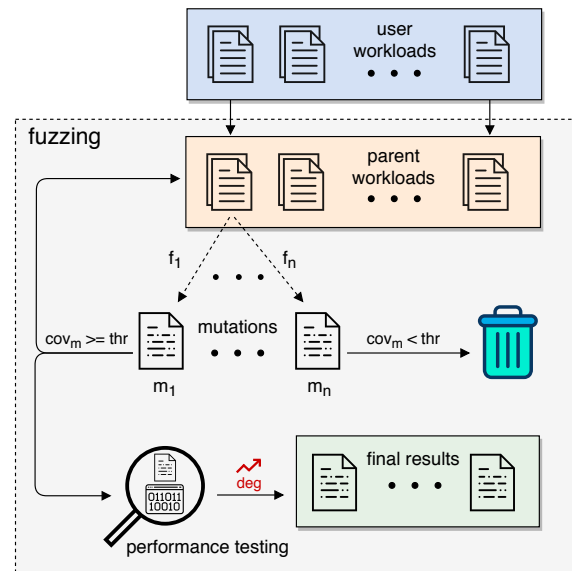 user
workloads
fuzzing
parent
workloads
f1
fn
covm >= thr
mutations
covm < thr
m1
mn
011011
10010
deg
final results
performance testing